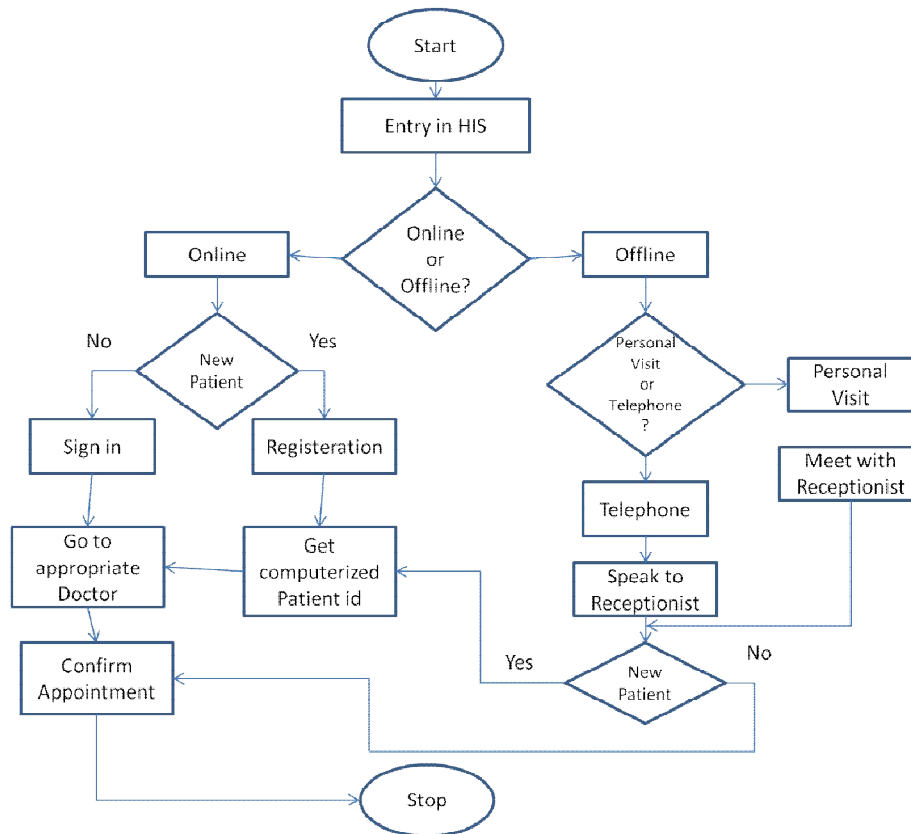 Start
Entry in HIS
Online
or
Offline?
Online
Offline
No
New
Patient
Yes
Personal
Visit
or
Telephone
?
Personal
Visit
Sign in
Registeration
Meet with
Receptionist
Telephone
Go to
appropriate
Doctor
Get
computerized
Patient id
Speak to
Receptionist
Confirm
Appointment
Yes
New
Patient
No
Stop